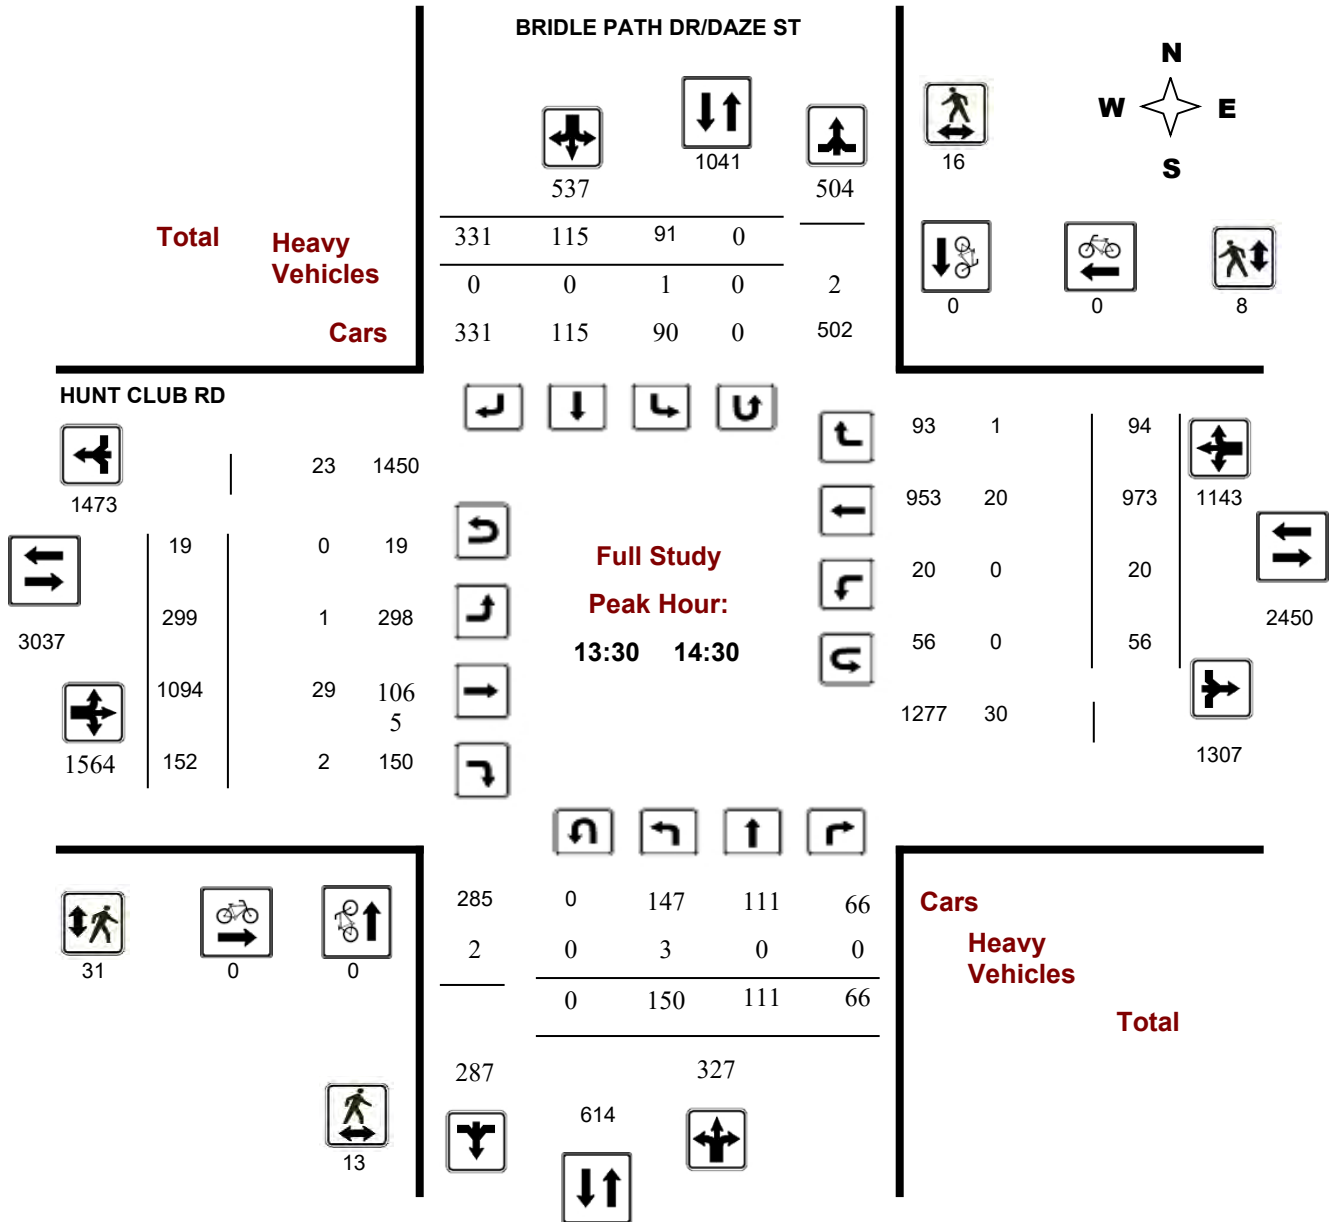 BRIDLE PATH DR/DAZE ST
N
W E
S
1041
16
537
504
Total
Heavy
Vehicles
Cars
331 115 91 0
0 0 1 0 2
331 115 90 0 502
0 0 8
HUNT CLUB RD
1473
23 1450
93 1 94
953 20 973 1143
19 0 19
20 0 20
299 1 298
3037
56 0 56
2450
1094 29 106
5
1277 30
1564
152 2 150
1307
Full Study
Peak Hour:
13:30 14:30
285 0 147 111 66
2 0 3 0 0
0 150 111 66
Cars
Heavy
Vehicles
Total
31 0 0
287 327
614
13